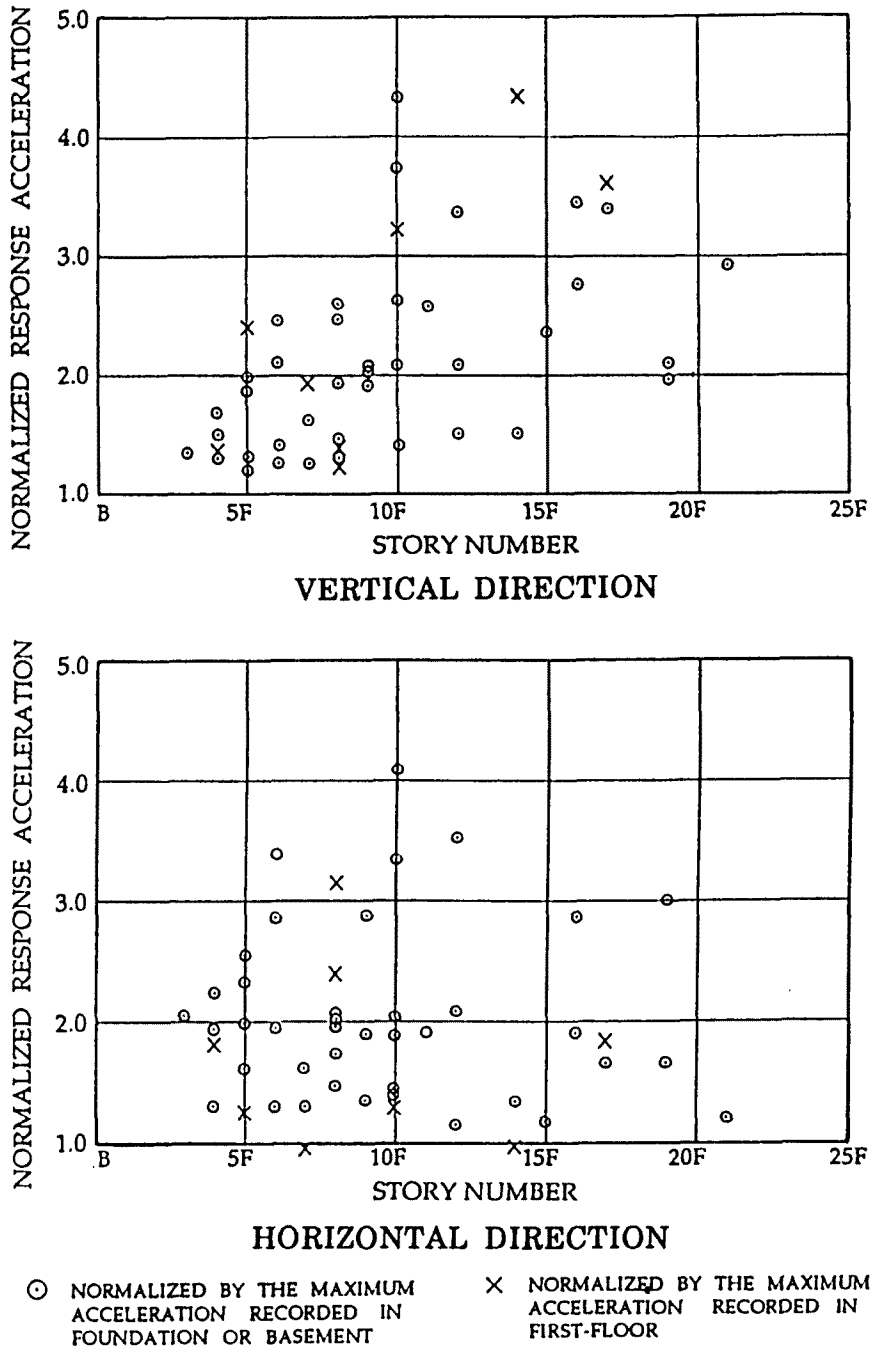 NORMALIZED RESPONSE ACCELERATION
5.0
4.0
3.0
2.0
1.0
B 5F 10F 15F 20F 25F
STORY NUMBER
VERTICAL DIRECTION
NORMALIZED RESPONSE ACCELERATION
5.0
4.0
3.0
2.0
1.0
B 5F 10F 15F 20F 25F
STORY NUMBER
HORIZONTAL DIRECTION
NORMALIZED BY THE MAXIMUM
ACCELERATION RECORDED IN
FOUNDATION OR BASEMENT
NORMALIZED BY THE MAXIMUM
ACCELERATION RECORDED IN
FIRST-FLOOR